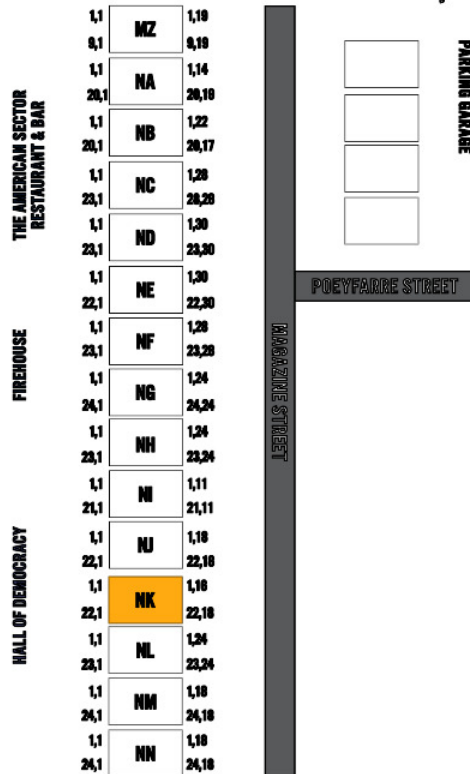 1,1 MZ 1,19
9,1 9,19
1,1 NA 1,14
20,1 20,19
1,1 NB 1,22
20,1 20,17
1,1 NC 1,28
23,1 28,28
1,1 ND 1,30
23,1 23,30
1,1 NE 1,30
22,1 22,30
1,1 NF 1,28
23,1 23,28
1,1 NG 1,24
24,1 24,24
1,1 NH 1,24
23,1 23,24
1,1 NI 1,11
21,1 21,11
1,1 NJ 1,18
22,1 22,18
1,1 NK 1,16
22,1 22,18
1,1 NL 1,24
23,1 23,24
1,1 NM 1,18
24,1 24,18
1,1 NN 1,18
24,1 24,18
THE AMERICAN SECTOR
RESTAURANT & BAR
FIREHOUSE
HALL OF DEMOCRACY
MAGAZINE STREET
POEYFARRE STREET
PARKING GARAGE